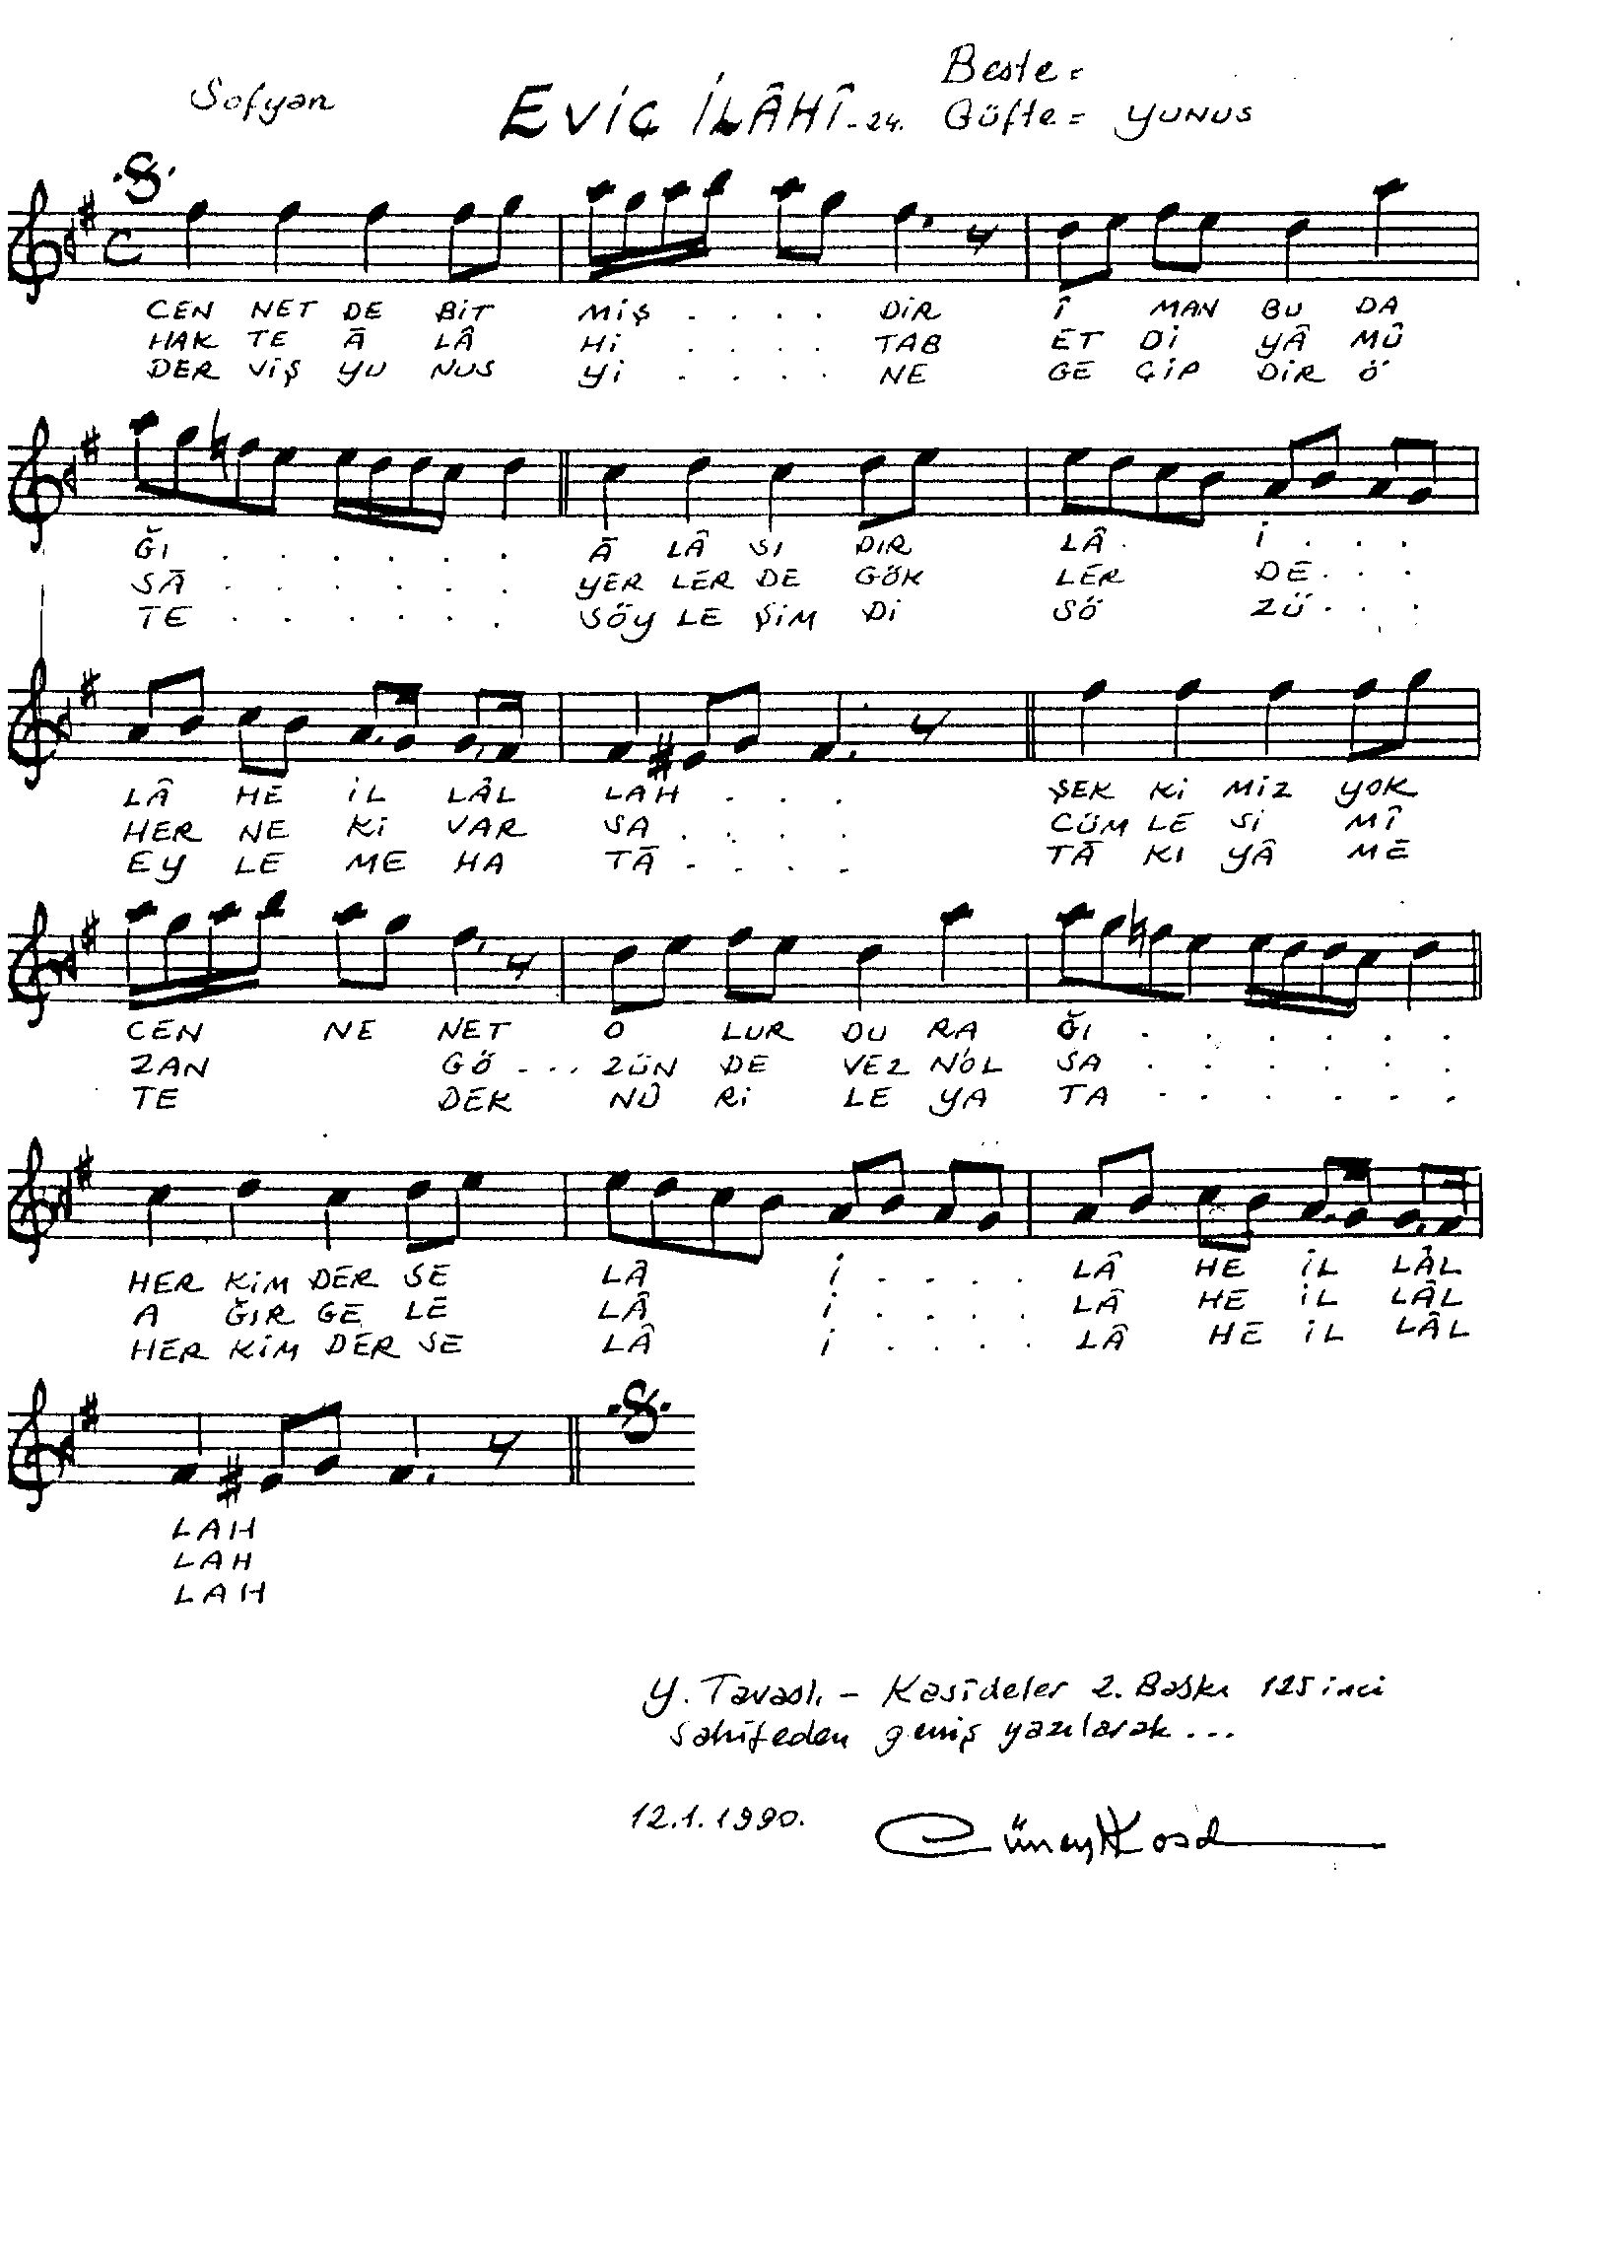 Sofyan
EVİÇ İLÂHÎ - 24.
Beste =
Güfte = YUNUS
CEN NET DE BİT MİŞ . . . . DİR Î MAN BU DA
HAK TE Ā LÂ Hİ . . . . TAB ET Dİ YÂ MÛ
DER VİŞ YU NUS Yİ . . . . NE GE ÇİP DİR Ö
ĞI . . . . . . Ā LÂ SI DIR LÂ . İ . . .
SĀ . . . . . . YER LER DE GÖK LER DE . . .
TE . . . . . . SÖY LE ŞİM Dİ SÖ ZÜ . . .
LÂ HE İL LÂL LAH . . . ŞEK Kİ MİZ YOK
HER NE Kİ VAR SA . . . . CÜM LE Sİ MÎ
EY LE ME HA TĀ - . . . TĀ KI YÂ ME
CEN NE NET O LUR DU RA ĞI . . . . . .
ZAN GÖ - . . . ZÜN DE VEZ N'OL SA . . . . . .
TE DEK NÛ Rİ LE YA TA . . . . . .
HER KİM DER SE LÂ İ . . . . LÂ HE İL LÂL
A ĞIR GE LE LÂ İ . . . . LÂ HE İL LÂL
HER KİM DER SE LÂ İ . . . . LÂ HE İL LÂL
LAH
LAH
LAH
Y. Tavaslı - Kasîdeler 2. Baskı 125 inci
sahifeden geniş yazılarak ...
12.1.1990.